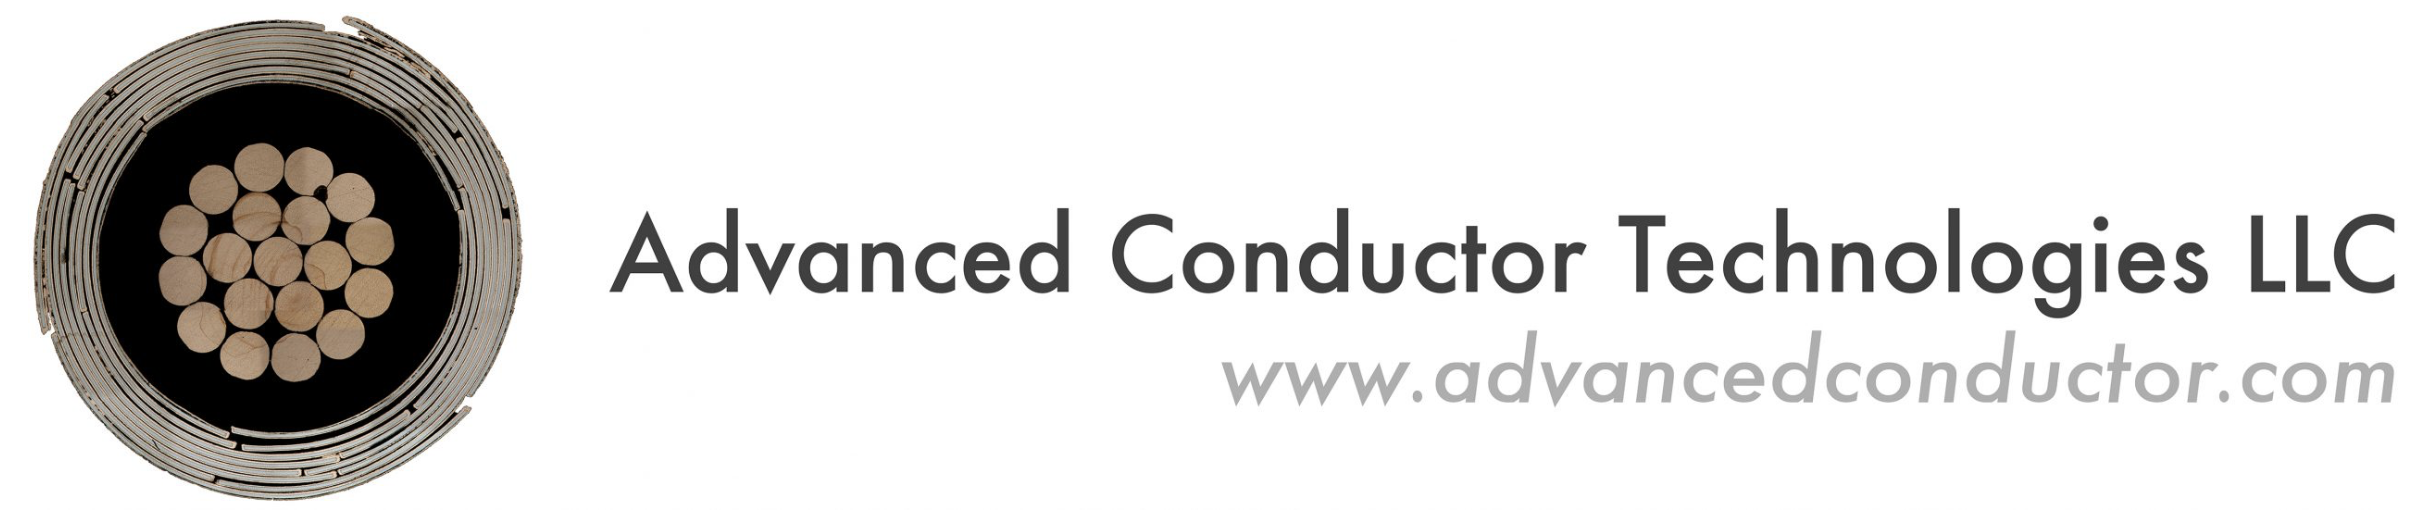 Advanced Conductor Technologies LLC
www.advancedconductor.com